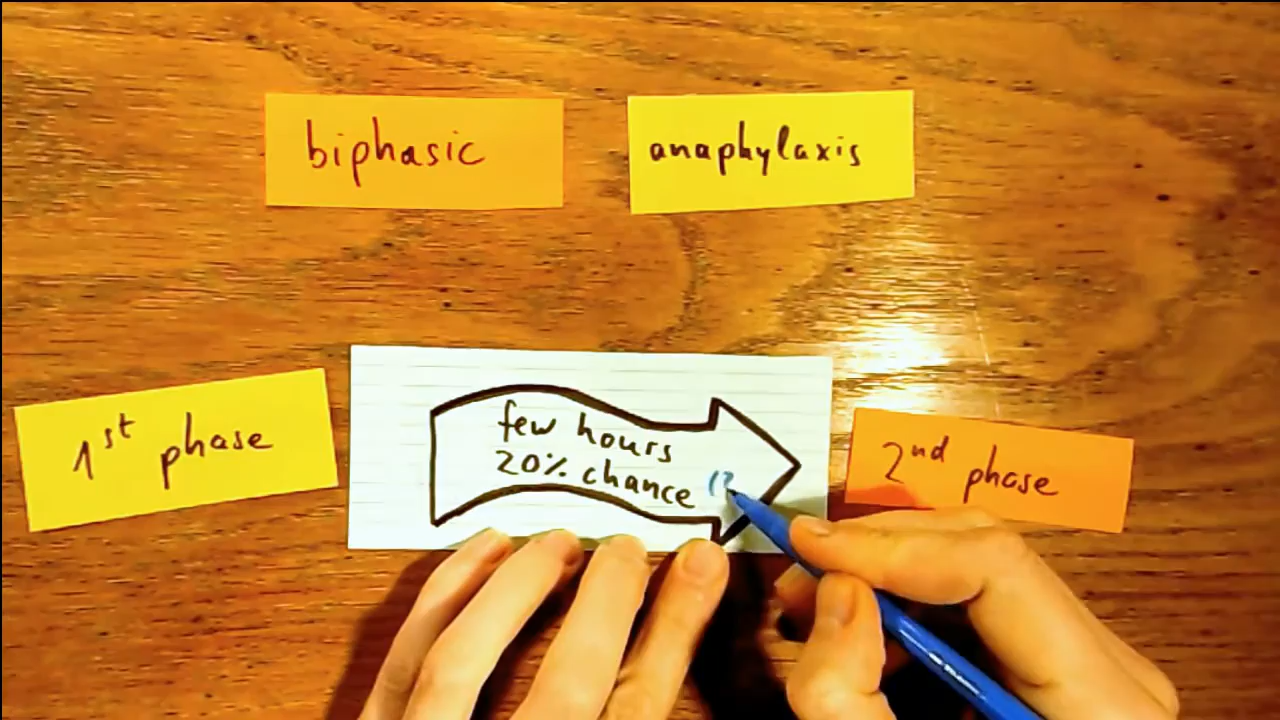 biphasic
anaphylaxis
1st phase
few hours
20% chance (?
2nd phase